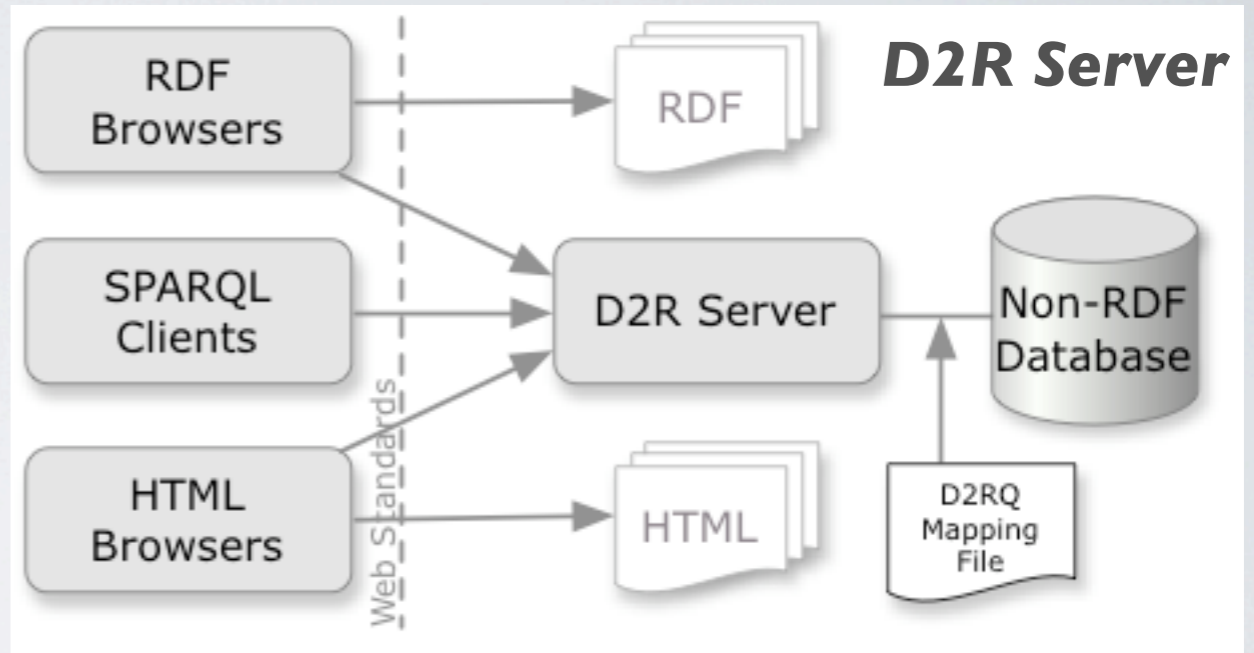 D2R Server
RDF
Browsers
RDF
SPARQL
Clients
D2R Server
Non-RDF
Database
HTML
Browsers
Web Standards
HTML
D2RQ
Mapping
File